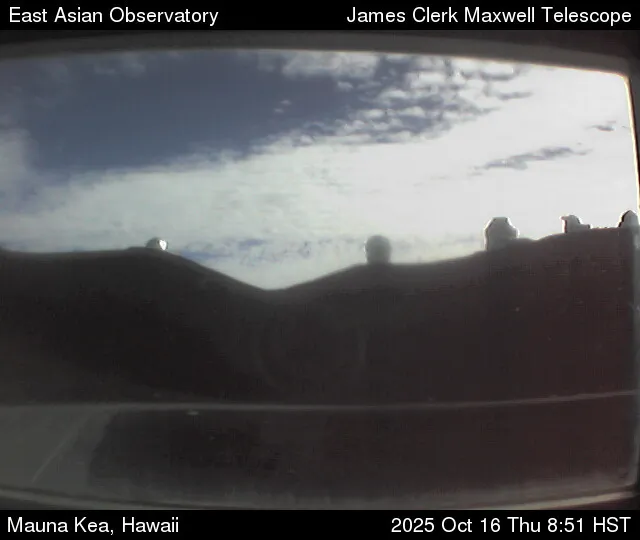 East Asian Observatory
James Clerk Maxwell Telescope
Mauna Kea, Hawaii
2025 Oct 16 Thu 8:51 HST